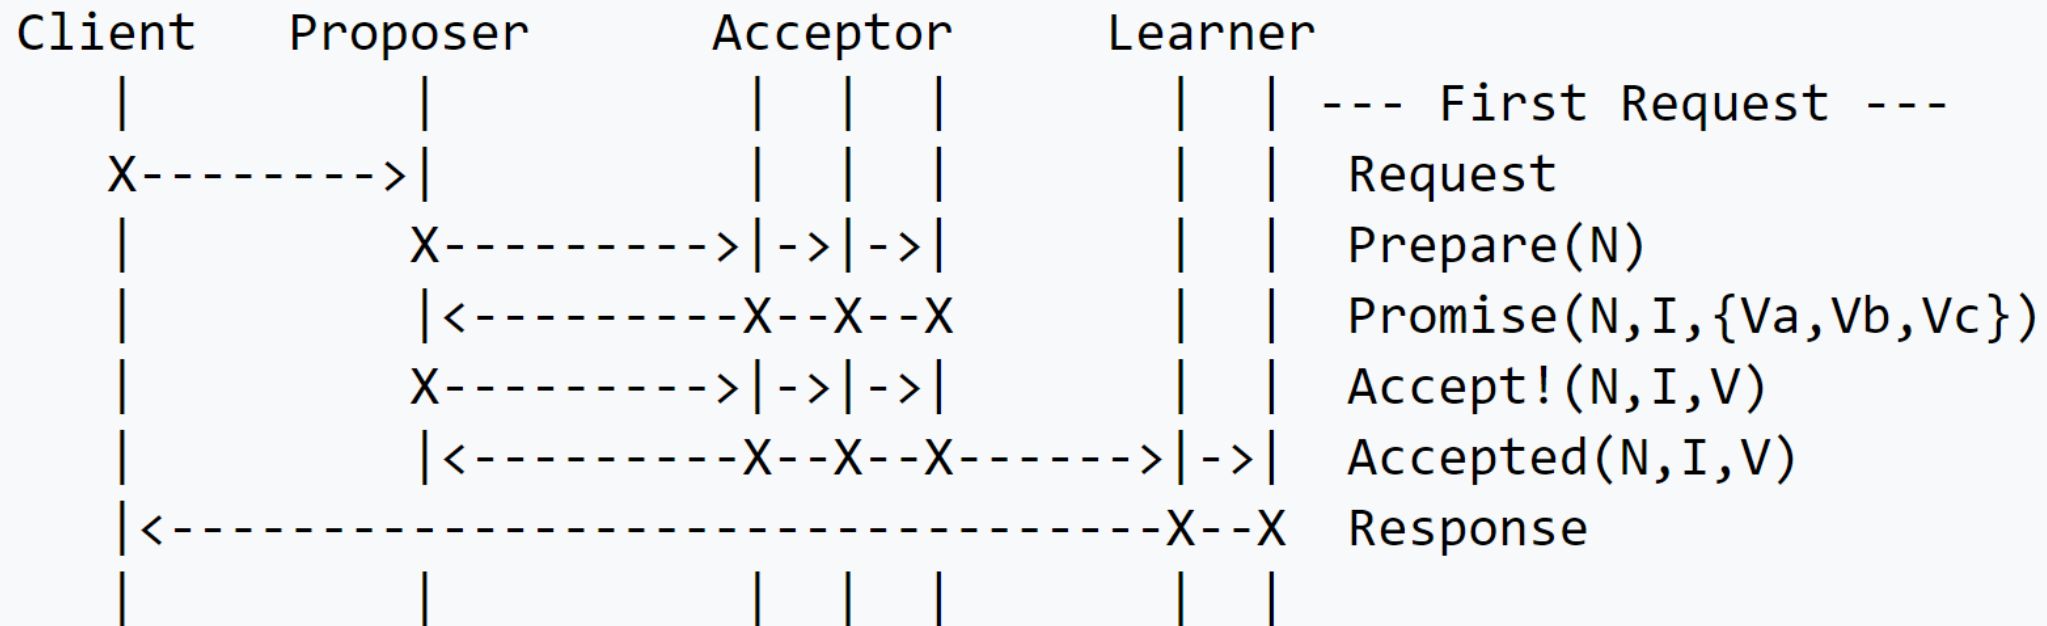 Client   Proposer      Acceptor     Learner
   |         |          |  |  |       |  | --- First Request ---
   X-------->|          |  |  |       |  |  Request
   |         X--------->|->|->|       |  |  Prepare(N)
   |         |<---------X--X--X       |  |  Promise(N,I,{Va,Vb,Vc})
   |         X--------->|->|->|       |  |  Accept!(N,I,V)
   |         |<---------X--X--X------>|->|  Accepted(N,I,V)
   |<---------------------------------X--X  Response
   |         |          |  |  |       |  |